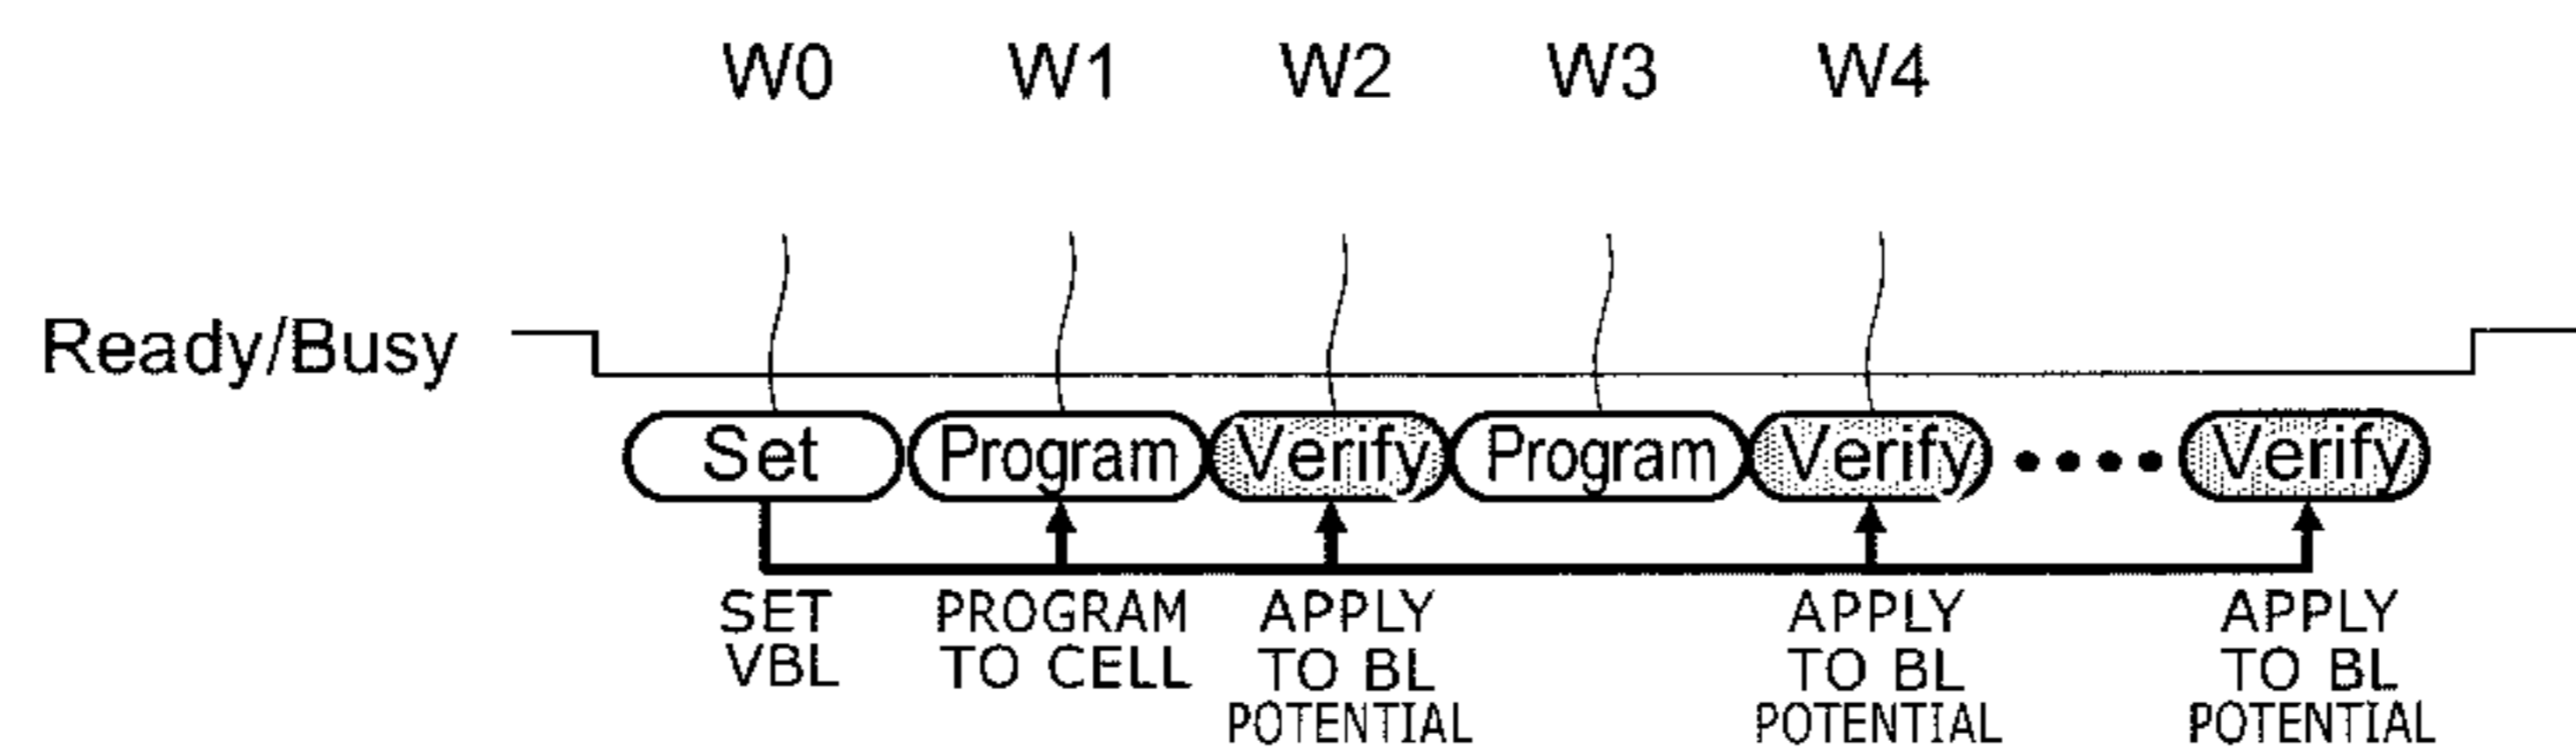 W0 W1 W2 W3 W4
Ready/Busy
Set Program Verify Program Verify •••• Verify
SET PROGRAM APPLY APPLY APPLY
VBL TO CELL TO BL TO BL TO BL
POTENTIAL POTENTIAL POTENTIAL